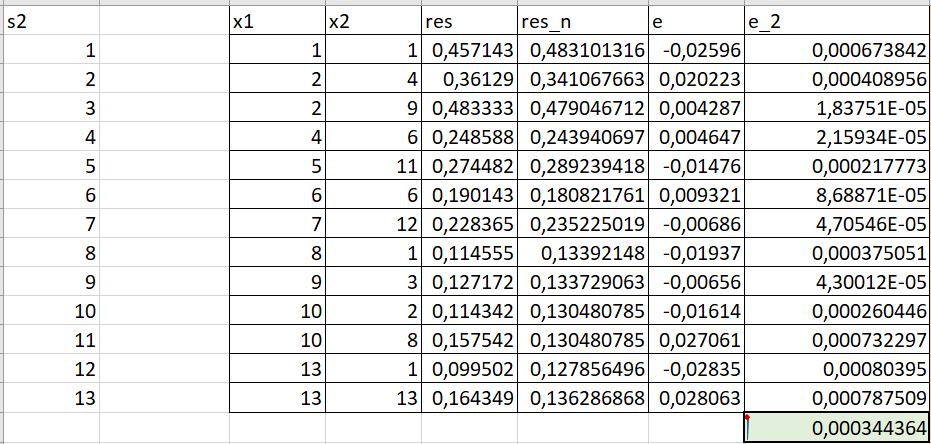 s2 x1 x2 res res_n e e_2
1 1 1 0,457143 0,483101316 -0,02596 0,000673842
2 2 4 0,36129 0,341067663 0,020223 0,000408956
3 2 9 0,483333 0,479046712 0,004287 1,83751E-05
4 4 6 0,248588 0,243940697 0,004647 2,15934E-05
5 5 11 0,274482 0,289239418 -0,01476 0,000217773
6 6 6 0,190143 0,180821761 0,009321 8,68871E-05
7 7 12 0,228365 0,235225019 -0,00686 4,70546E-05
8 8 1 0,114555 0,13392148 -0,01937 0,000375051
9 9 3 0,127172 0,133729063 -0,00656 4,30012E-05
10 10 2 0,114342 0,130480785 -0,01614 0,000260446
11 10 8 0,157542 0,130480785 0,027061 0,000732297
12 13 1 0,099502 0,127856496 -0,02835 0,00080395
13 13 13 0,164349 0,136286868 0,028063 0,000787509
0,000344364